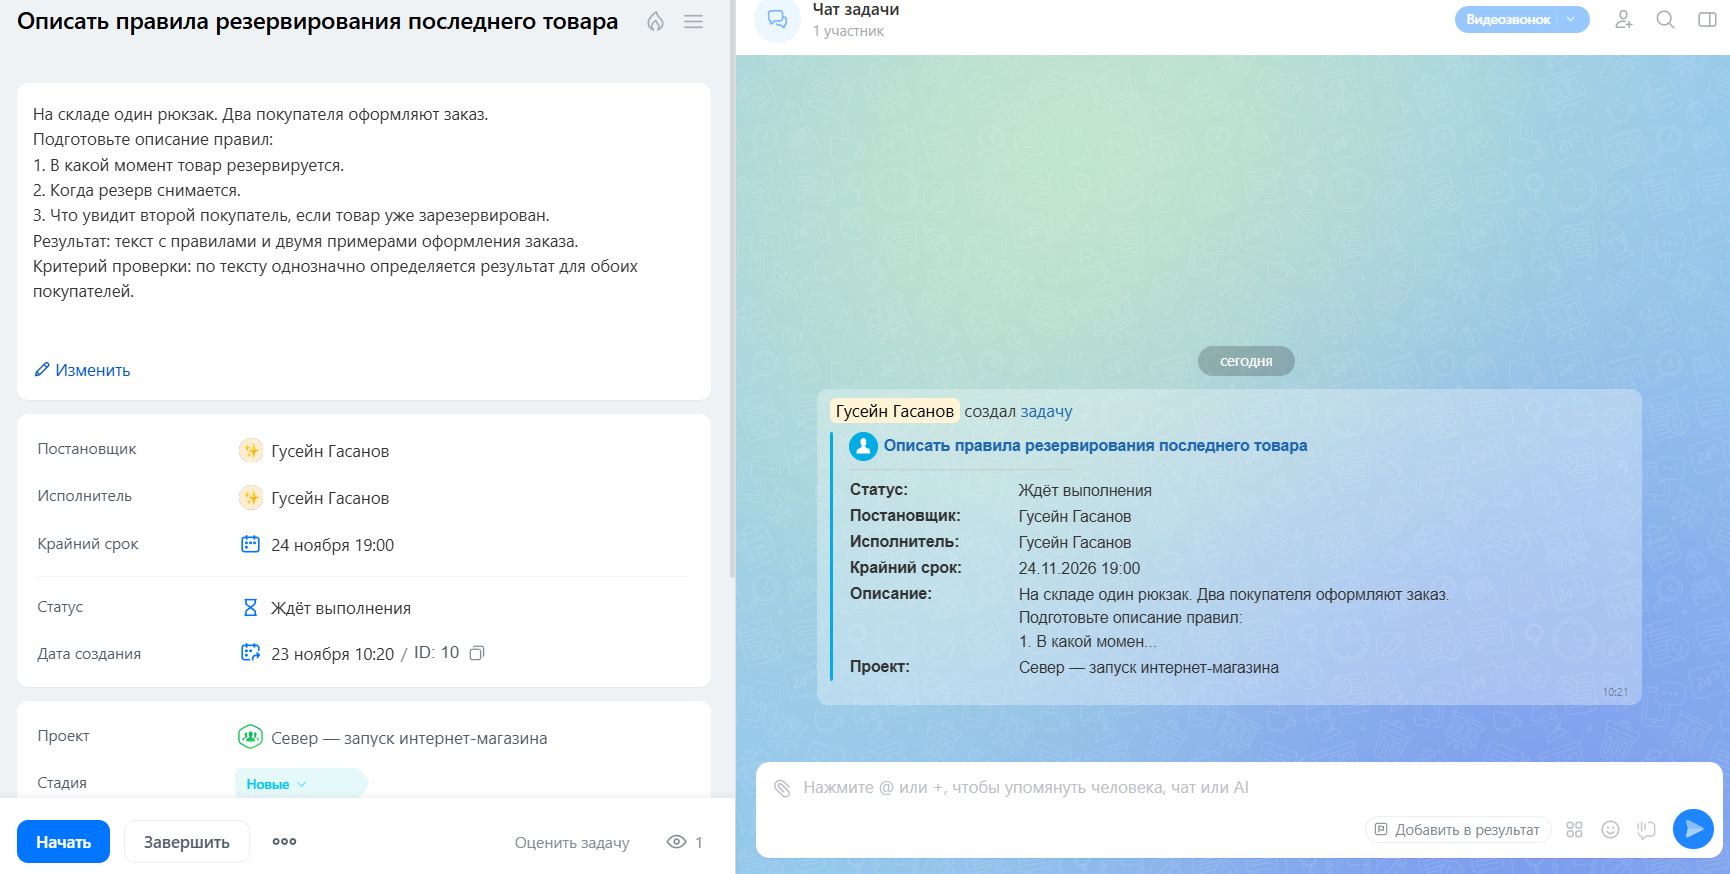 Описать правила резервирования последнего товара
На складе один рюкзак. Два покупателя оформляют заказ.
Подготовьте описание правил:
1. В какой момент товар резервируется.
2. Когда резерв снимается.
3. Что увидит второй покупатель, если товар уже зарезервирован.
Результат: текст с правилами и двумя примерами оформления заказа.
Критерий проверки: по тексту однозначно определяется результат для обоих
покупателей.
Изменить
Постановщик Гусейн Гасанов
Исполнитель Гусейн Гасанов
Крайний срок 24 ноября 19:00
Статус Ждёт выполнения
Дата создания 23 ноября 10:20 / ID: 10
Проект Север — запуск интернет-магазина
Стадия Новые
Начать Завершить Оценить задачу 1
Чат задачи
1 участник
Видеозвонок
сегодня
Гусейн Гасанов создал задачу
Описать правила резервирования последнего товара
Статус: Ждёт выполнения
Постановщик: Гусейн Гасанов
Исполнитель: Гусейн Гасанов
Крайний срок: 24.11.2026 19:00
Описание: На складе один рюкзак. Два покупателя оформляют заказ.
Подготовьте описание правил:
1. В какой момен...
Проект: Север — запуск интернет-магазина
10:21
Нажмите @ или +, чтобы упомянуть человека, чат или AI
Добавить в результат